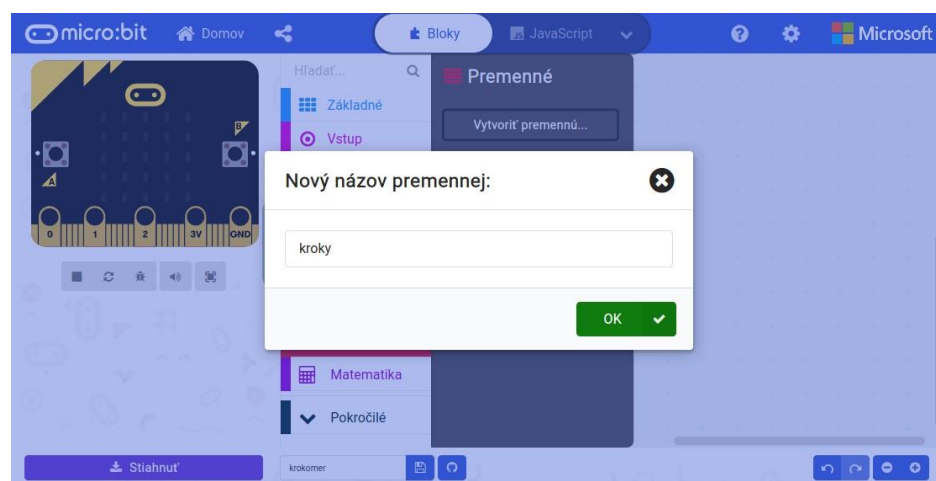 micro:bit Domov Bloky JavaScript ? Microsoft
Hľadať...
Základné
Vstup
Premenné
Vytvoriť premennú...
B
A
0 1 2 3V GND
Nový názov premennej:
kroky
OK
Matematika
Pokročilé
Stiahnuť
krokomer